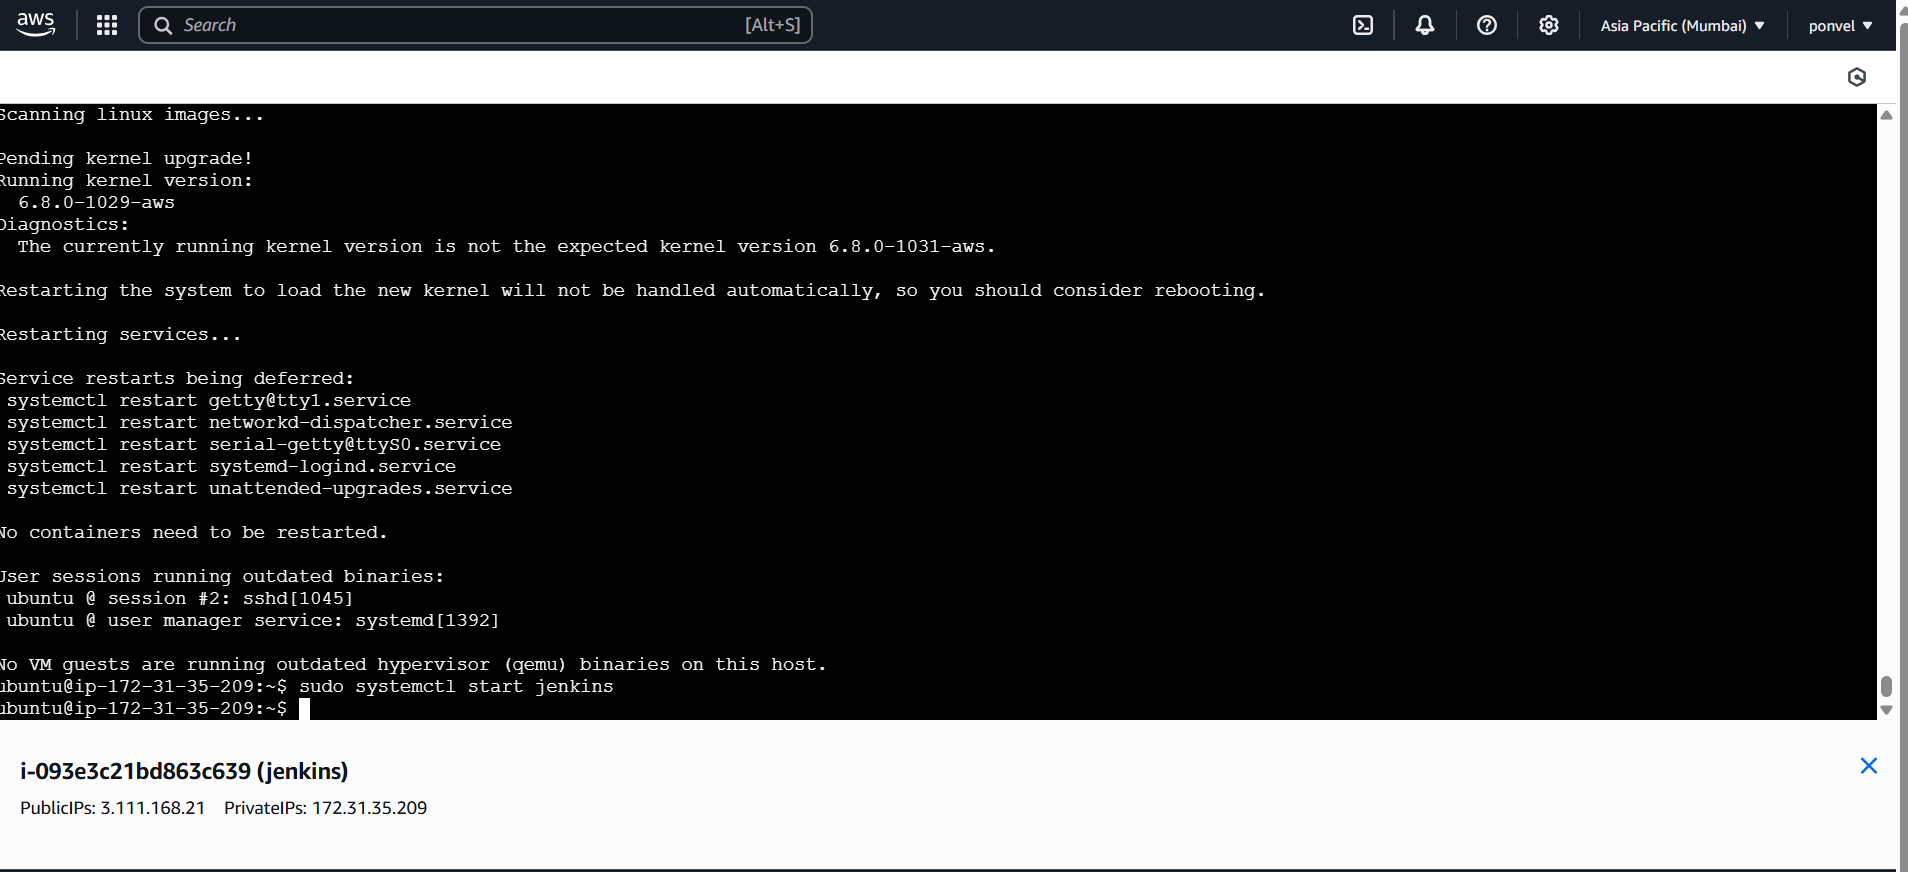 aws
Search [Alt+S]
Asia Pacific (Mumbai)
ponvel
Scanning linux images...
Pending kernel upgrade!
Running kernel version:
6.8.0-1029-aws
Diagnostics:
The currently running kernel version is not the expected kernel version 6.8.0-1031-aws.
Restarting the system to load the new kernel will not be handled automatically, so you should consider rebooting.
Restarting services...
Service restarts being deferred:
systemctl restart getty@tty1.service
systemctl restart networkd-dispatcher.service
systemctl restart serial-getty@ttyS0.service
systemctl restart systemd-logind.service
systemctl restart unattended-upgrades.service
No containers need to be restarted.
User sessions running outdated binaries:
ubuntu @ session #2: sshd[1045]
ubuntu @ user manager service: systemd[1392]
No VM guests are running outdated hypervisor (qemu) binaries on this host.
ubuntu@ip-172-31-35-209:~$ sudo systemctl start jenkins
ubuntu@ip-172-31-35-209:~$
i-093e3c21bd863c639 (jenkins)
PublicIPs: 3.111.168.21 PrivateIPs: 172.31.35.209